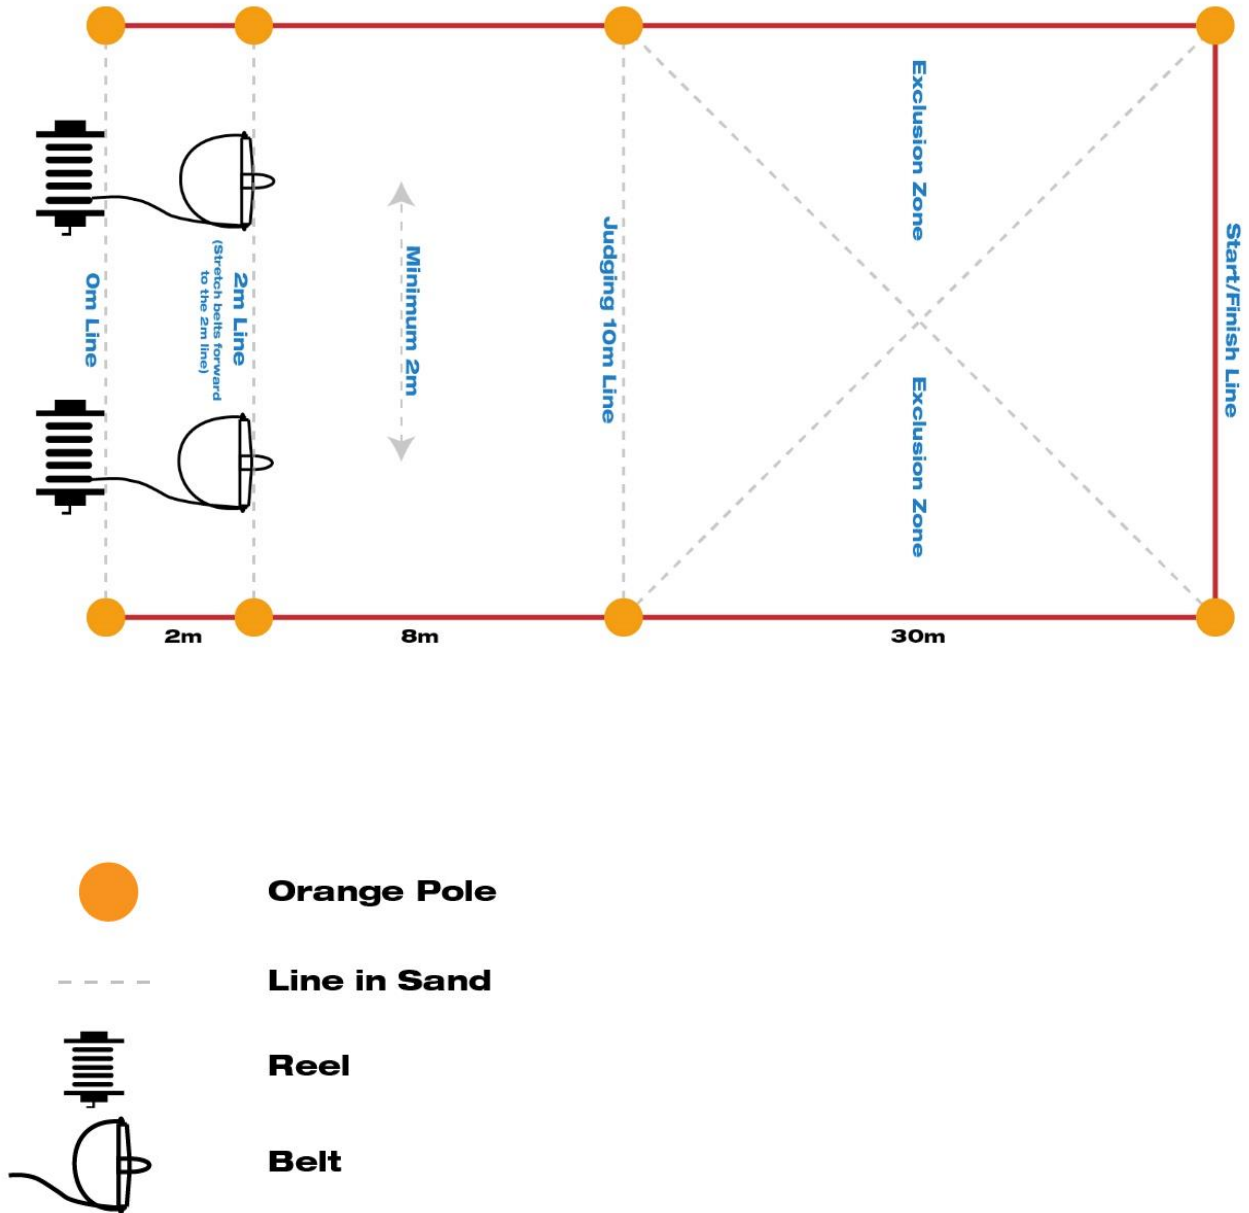 Exclusion Zone
0m Line
2m Line
(Stretch belts forward
to the 2m line)
Minimum 2m
Judging 10m Line
Start/Finish Line
Exclusion Zone
2m
8m
30m
Orange Pole
Line in Sand
Reel
Belt